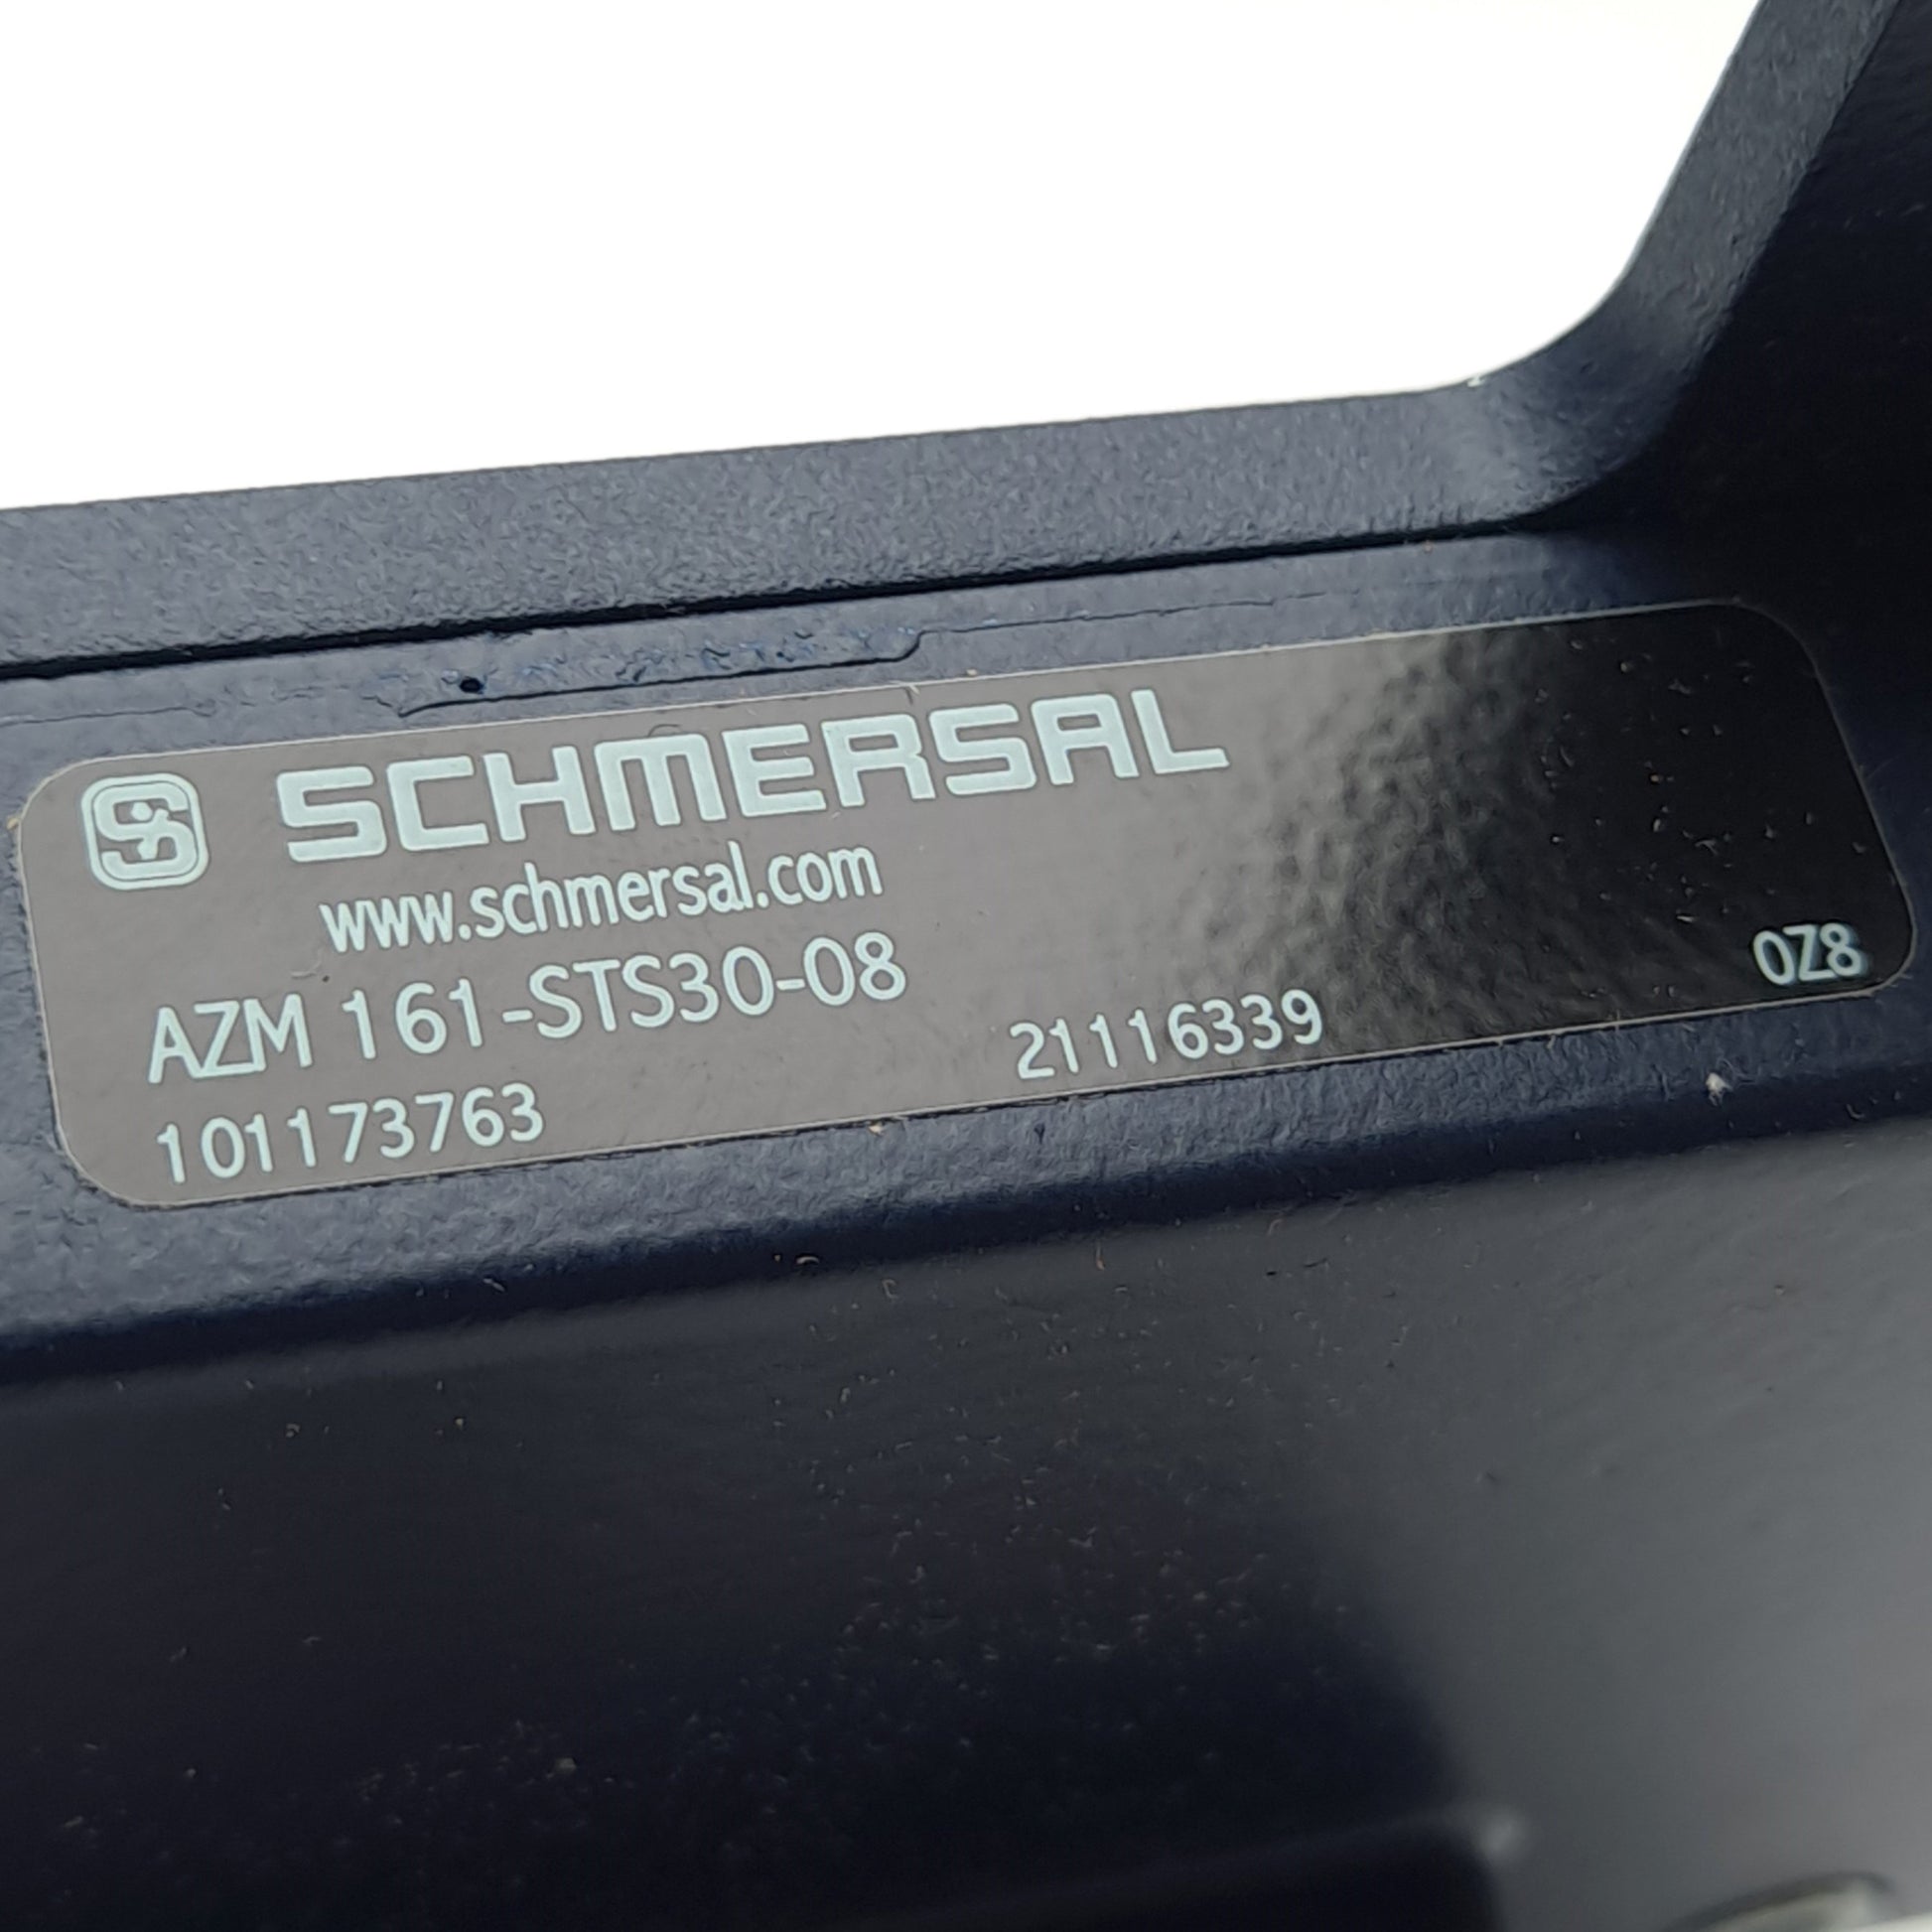 SCHMERSAL
www.schmersal.com
AZM 161-STS30-08
101173763 21116339 0Z8